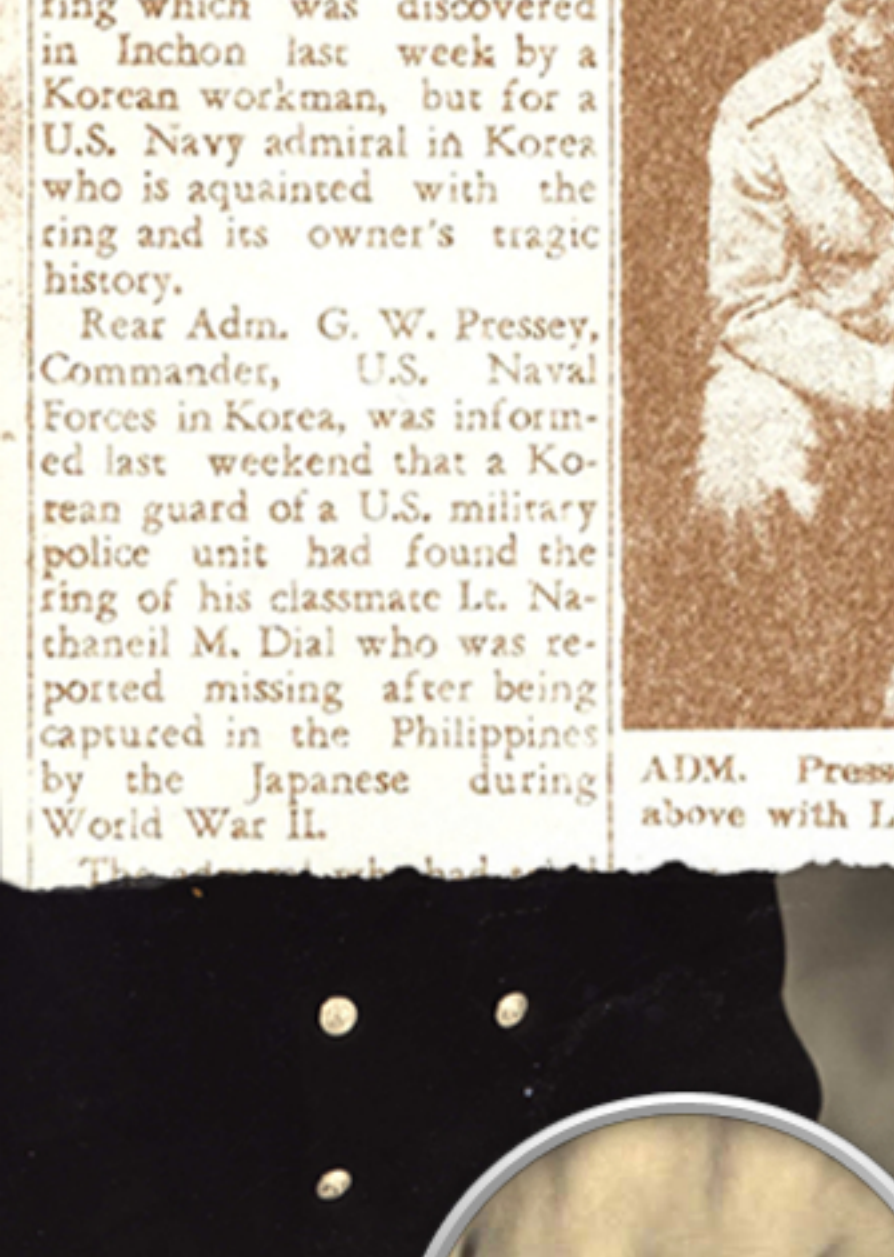 ring which was discovered
in Inchon last week by a
Korean workman, but for a
U.S. Navy admiral in Korea
who is aquainted with the
ring and its owner's tragic
history.
Rear Adm. G. W. Pressey,
Commander, U.S. Naval
Forces in Korea, was inform-
ed last weekend that a Ko-
rean guard of a U.S. military
police unit had found the
ring of his classmate Lt. Na-
thaneil M. Dial who was re-
ported missing after being
captured in the Philippines
by the Japanese during
World War II.
The who had
ADM. Press
above with L